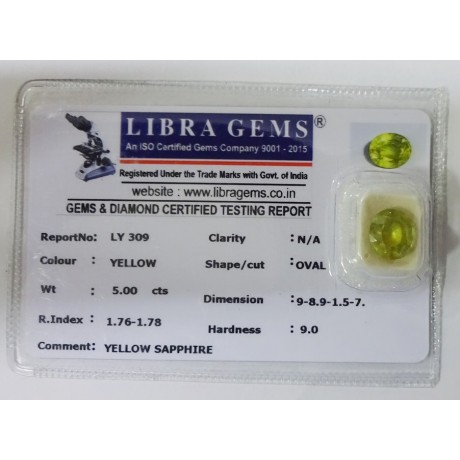 LIBRA GEMS®
An ISO Certified Gems Company 9001 - 2015
Registered Under the Trade Marks with Govt. of India
website : www.libragems.co.in
GEMS & DIAMOND CERTIFIED TESTING REPORT
ReportNo: LY 309 Clarity : N/A
Colour : YELLOW Shape/cut : OVAL
Wt : 5.00 cts Dimension : 9-8.9-1.5-7.
R.Index : 1.76-1.78 Hardness : 9.0
Comment: YELLOW SAPPHIRE